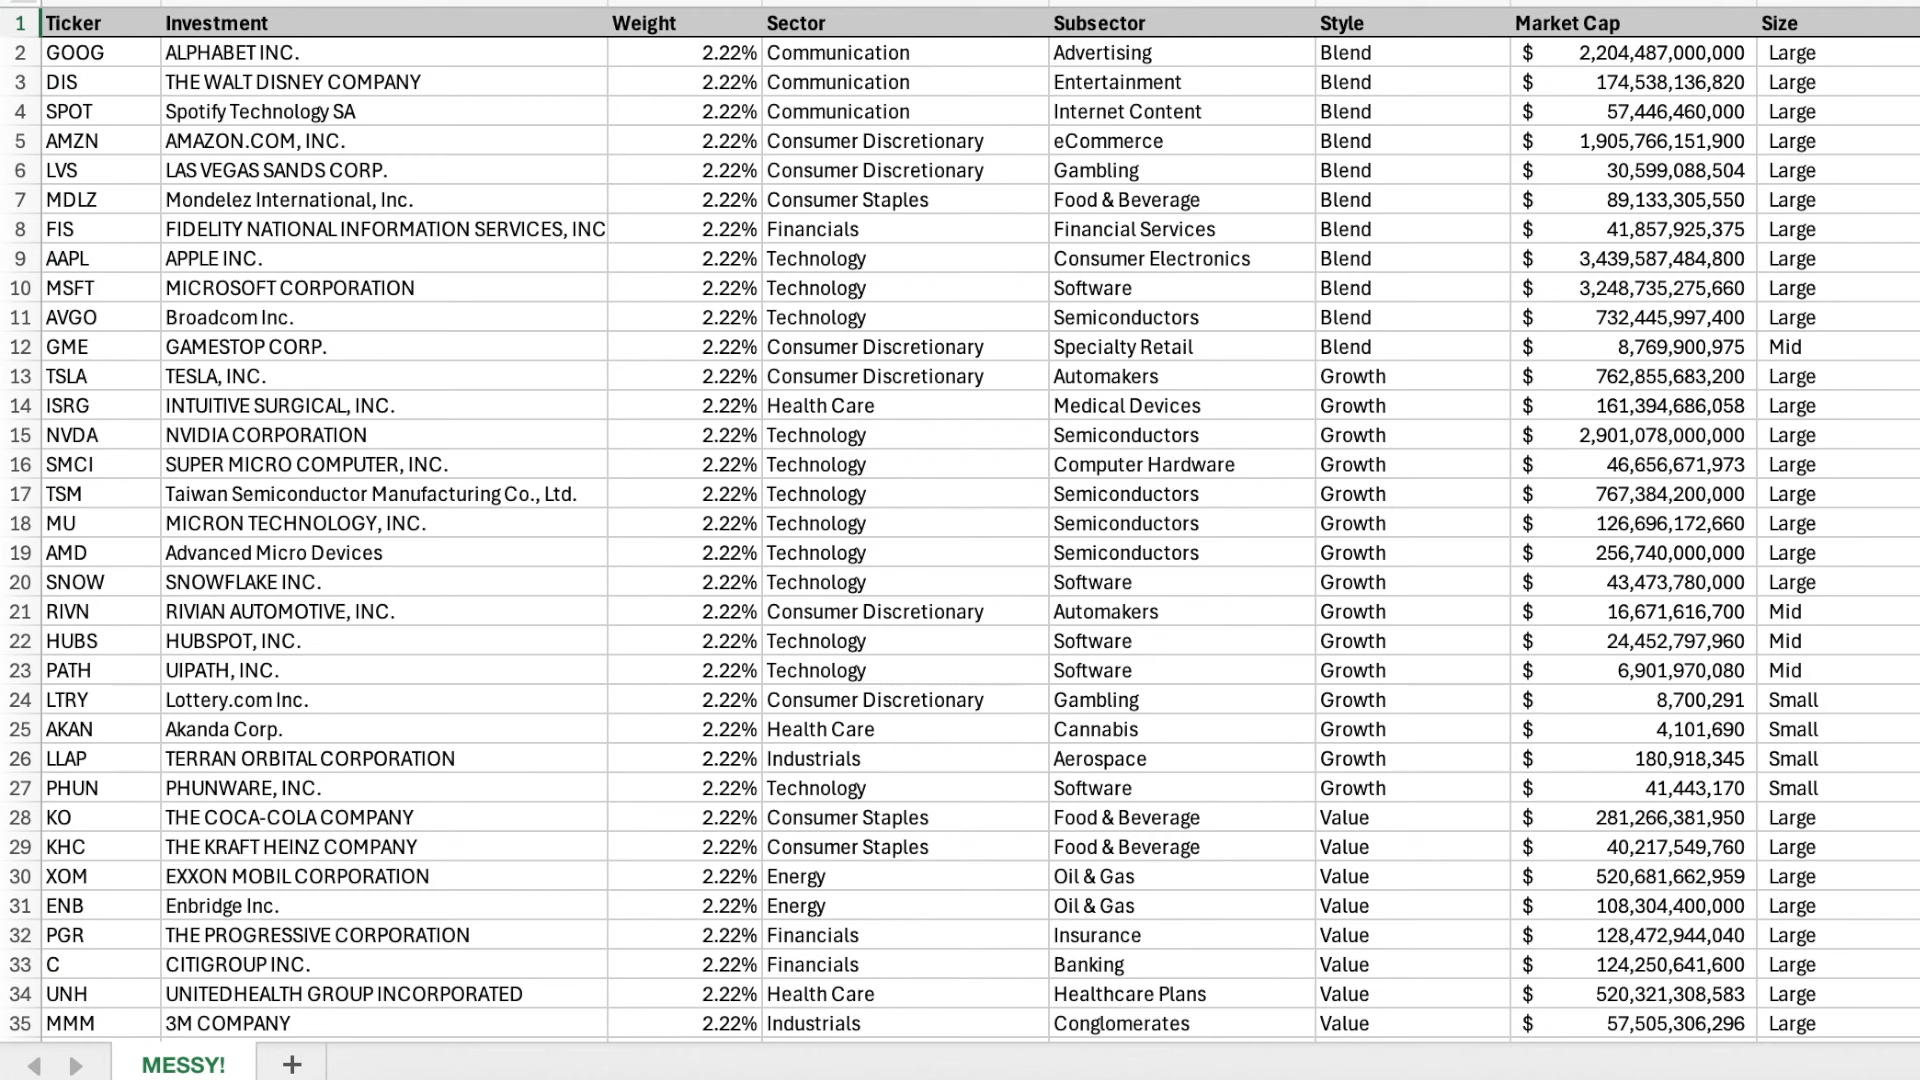 1 Ticker Investment Weight Sector Subsector Style Market Cap Size
2 GOOG ALPHABET INC. 2.22% Communication Advertising Blend $ 2,204,487,000,000 Large
3 DIS THE WALT DISNEY COMPANY 2.22% Communication Entertainment Blend $ 174,538,136,820 Large
4 SPOT Spotify Technology SA 2.22% Communication Internet Content Blend $ 57,446,460,000 Large
5 AMZN AMAZON.COM, INC. 2.22% Consumer Discretionary eCommerce Blend $ 1,905,766,151,900 Large
6 LVS LAS VEGAS SANDS CORP. 2.22% Consumer Discretionary Gambling Blend $ 30,599,088,504 Large
7 MDLZ Mondelez International, Inc. 2.22% Consumer Staples Food & Beverage Blend $ 89,133,305,550 Large
8 FIS FIDELITY NATIONAL INFORMATION SERVICES, INC 2.22% Financials Financial Services Blend $ 41,857,925,375 Large
9 AAPL APPLE INC. 2.22% Technology Consumer Electronics Blend $ 3,439,587,484,800 Large
10 MSFT MICROSOFT CORPORATION 2.22% Technology Software Blend $ 3,248,735,275,660 Large
11 AVGO Broadcom Inc. 2.22% Technology Semiconductors Blend $ 732,445,997,400 Large
12 GME GAMESTOP CORP. 2.22% Consumer Discretionary Specialty Retail Blend $ 8,769,900,975 Mid
13 TSLA TESLA, INC. 2.22% Consumer Discretionary Automakers Growth $ 762,855,683,200 Large
14 ISRG INTUITIVE SURGICAL, INC. 2.22% Health Care Medical Devices Growth $ 161,394,686,058 Large
15 NVDA NVIDIA CORPORATION 2.22% Technology Semiconductors Growth $ 2,901,078,000,000 Large
16 SMCI SUPER MICRO COMPUTER, INC. 2.22% Technology Computer Hardware Growth $ 46,656,671,973 Large
17 TSM Taiwan Semiconductor Manufacturing Co., Ltd. 2.22% Technology Semiconductors Growth $ 767,384,200,000 Large
18 MU MICRON TECHNOLOGY, INC. 2.22% Technology Semiconductors Growth $ 126,696,172,660 Large
19 AMD Advanced Micro Devices 2.22% Technology Semiconductors Growth $ 256,740,000,000 Large
20 SNOW SNOWFLAKE INC. 2.22% Technology Software Growth $ 43,473,780,000 Large
21 RIVN RIVIAN AUTOMOTIVE, INC. 2.22% Consumer Discretionary Automakers Growth $ 16,671,616,700 Mid
22 HUBS HUBSPOT, INC. 2.22% Technology Software Growth $ 24,452,797,960 Mid
23 PATH UIPATH, INC. 2.22% Technology Software Growth $ 6,901,970,080 Mid
24 LTRY Lottery.com Inc. 2.22% Consumer Discretionary Gambling Growth $ 8,700,291 Small
25 AKAN Akanda Corp. 2.22% Health Care Cannabis Growth $ 4,101,690 Small
26 LLAP TERRAN ORBITAL CORPORATION 2.22% Industrials Aerospace Growth $ 180,918,345 Small
27 PHUN PHUNWARE, INC. 2.22% Technology Software Growth $ 41,443,170 Small
28 KO THE COCA-COLA COMPANY 2.22% Consumer Staples Food & Beverage Value $ 281,266,381,950 Large
29 KHC THE KRAFT HEINZ COMPANY 2.22% Consumer Staples Food & Beverage Value $ 40,217,549,760 Large
30 XOM EXXON MOBIL CORPORATION 2.22% Energy Oil & Gas Value $ 520,681,662,959 Large
31 ENB Enbridge Inc. 2.22% Energy Oil & Gas Value $ 108,304,400,000 Large
32 PGR THE PROGRESSIVE CORPORATION 2.22% Financials Insurance Value $ 128,472,944,040 Large
33 C CITIGROUP INC. 2.22% Financials Banking Value $ 124,250,641,600 Large
34 UNH UNITEDHEALTH GROUP INCORPORATED 2.22% Health Care Healthcare Plans Value $ 520,321,308,583 Large
35 MMM 3M COMPANY 2.22% Industrials Conglomerates Value $ 57,505,306,296 Large
MESSY! +